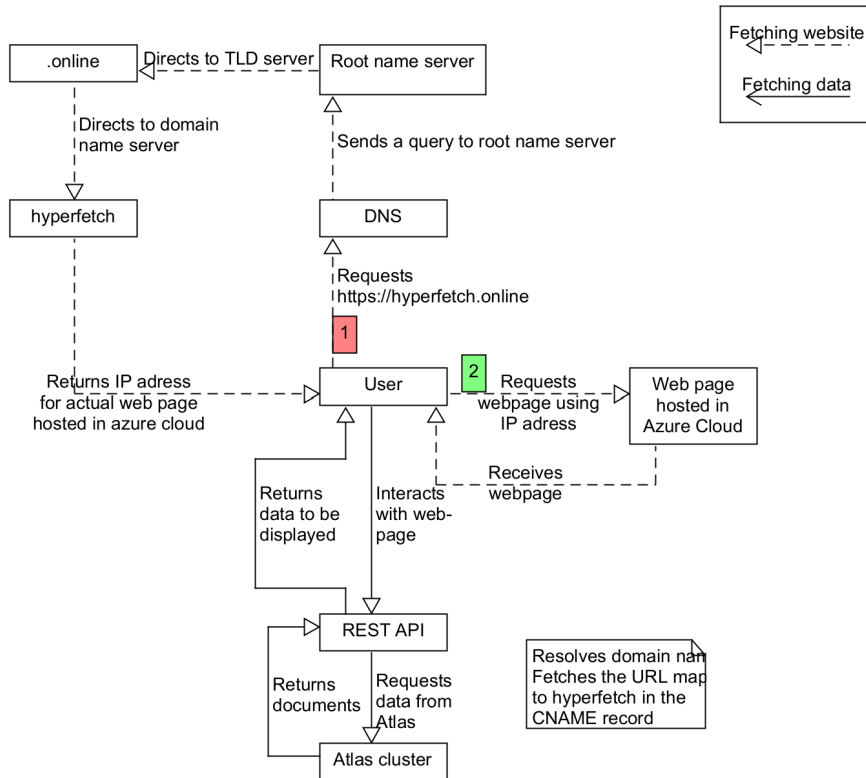 Fetching website
Fetching data
.online
Directs to TLD server
Root name server
Directs to domain
name server
Sends a query to root name server
hyperfetch
DNS
Requests
https://hyperfetch.online
1
User
2
Returns IP adress
for actual web page
hosted in azure cloud
Requests
webpage using
IP adress
Web page
hosted in
Azure Cloud
Receives
webpage
Returns
data to be
displayed
Interacts
with web-
page
REST API
Returns
documents
Requests
data from
Atlas
Atlas cluster
Resolves domain nam
Fetches the URL map
to hyperfetch in the
CNAME record